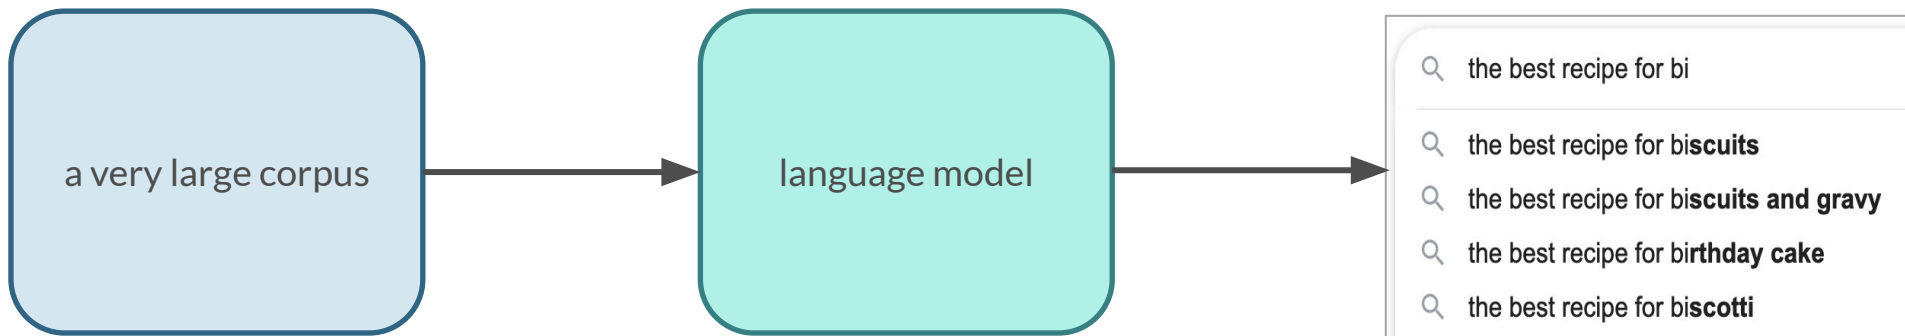 a very large corpus
language model
the best recipe for bi
the best recipe for biscuits
the best recipe for biscuits and gravy
the best recipe for birthday cake
the best recipe for biscotti